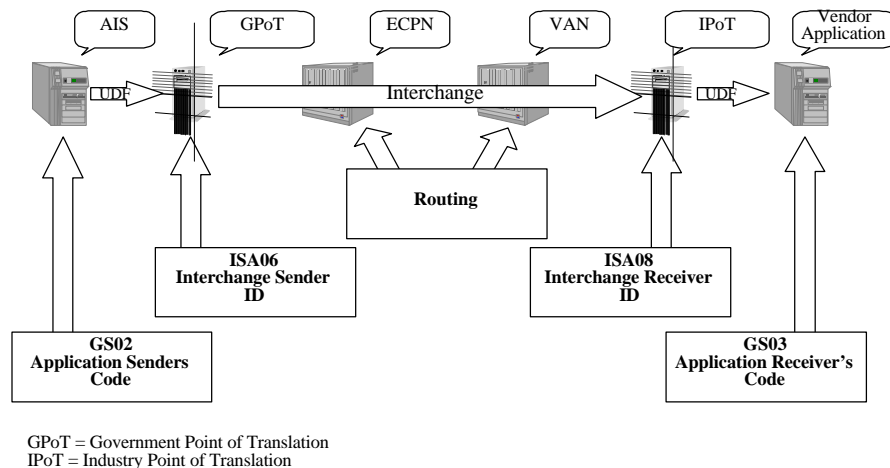 AIS
GPoT
ECPN
VAN
IPoT
Vendor
Application
UDF
Interchange
UDF
Routing
ISA06
Interchange Sender
ID
ISA08
Interchange Receiver
ID
GS02
Application Senders
Code
GS03
Application Receiver's
Code
GPoT = Government Point of Translation
IPoT = Industry Point of Translation